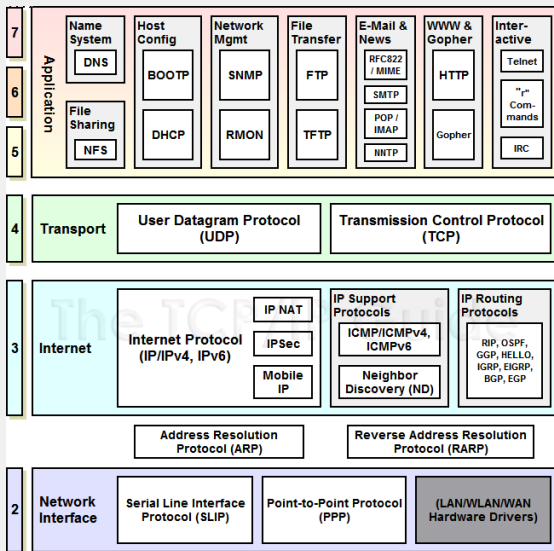 7
6
5
Application
Name
System
DNS
File
Sharing
NFS
Host
Config
BOOTP
DHCP
Network
Mgmt
SNMP
RMON
File
Transfer
FTP
TFTP
E-Mail &
News
RFC822
/ MIME
SMTP
POP /
IMAP
NNTP
WWW &
Gopher
HTTP
Gopher
Inter-
active
Telnet
"r"
Com-
mands
IRC
4
Transport
User Datagram Protocol
(UDP)
Transmission Control Protocol
(TCP)
3
Internet
The TCP/IP Guide
Internet Protocol
(IP/IPv4, IPv6)
IP NAT
IPSec
Mobile
IP
IP Support
Protocols
ICMP/ICMPv4,
ICMPv6
Neighbor
Discovery (ND)
IP Routing
Protocols
RIP, OSPF,
GGP, HELLO,
IGRP, EIGRP,
BGP, EGP
Address Resolution
Protocol (ARP)
Reverse Address Resolution
Protocol (RARP)
2
Network
Interface
Serial Line Interface
Protocol (SLIP)
Point-to-Point Protocol
(PPP)
(LAN/WLAN/WAN
Hardware Drivers)